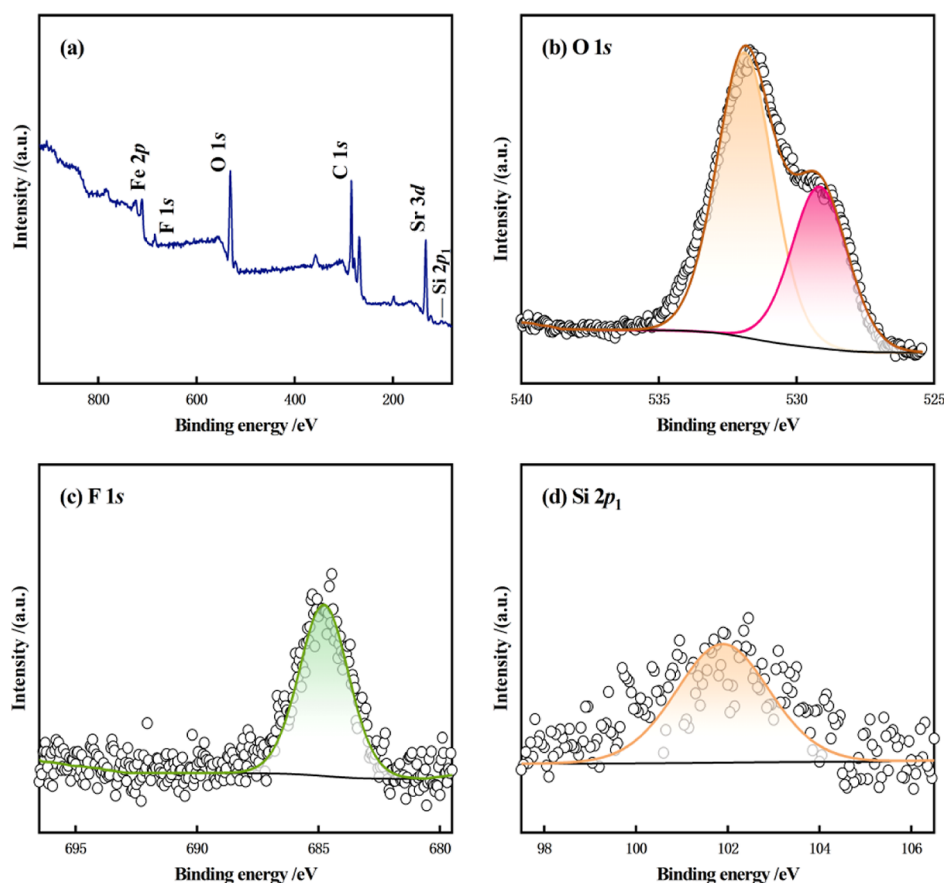 (a)
Fe 2p
F 1s
O 1s
C 1s
Sr 3d
Si 2p₁
Intensity /(a.u.)
800 600 400 200
Binding energy /eV
(b) O 1s
Intensity /(a.u.)
540 535 530 525
Binding energy /eV
(c) F 1s
Intensity /(a.u.)
695 690 685 680
Binding energy /eV
(d) Si 2p₁
Intensity /(a.u.)
98 100 102 104 106
Binding energy /eV